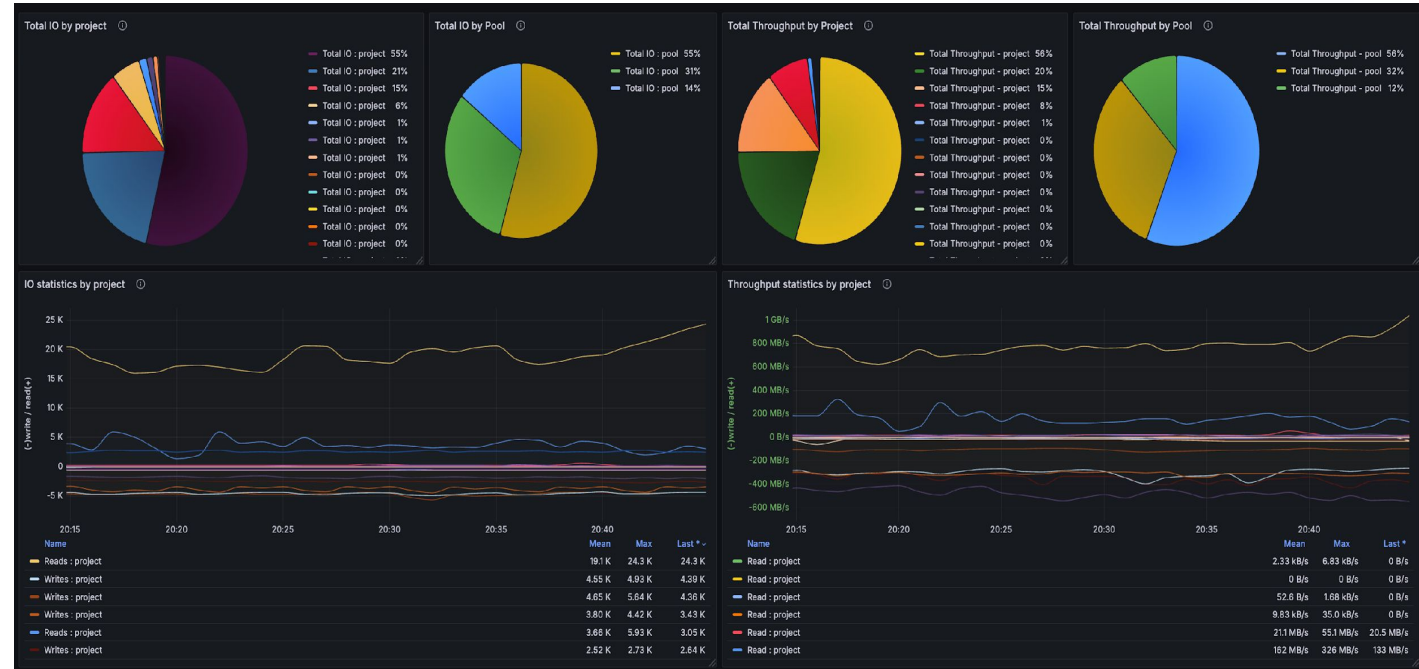 Total IO by project
Total IO : project 55%
Total IO : project 21%
Total IO : project 15%
Total IO : project 6%
Total IO : project 1%
Total IO : project 1%
Total IO : project 1%
Total IO : project 0%
Total IO : project 0%
Total IO : project 0%
Total IO : project 0%
Total IO : project 0%
Total IO by Pool
Total IO : pool 55%
Total IO : pool 31%
Total IO : pool 14%
Total Throughput by Project
Total Throughput - project 56%
Total Throughput - project 20%
Total Throughput - project 15%
Total Throughput - project 8%
Total Throughput - project 1%
Total Throughput - project 0%
Total Throughput - project 0%
Total Throughput - project 0%
Total Throughput - project 0%
Total Throughput - project 0%
Total Throughput - project 0%
Total Throughput - project 0%
Total Throughput by Pool
Total Throughput - pool 56%
Total Throughput - pool 32%
Total Throughput - pool 12%
IO statistics by project
(-)write / read(+)
25 K
20 K
15 K
10 K
5 K
0
-5 K
20:15 20:20 20:25 20:30 20:35 20:40
Name Mean Max Last *
Reads : project 19.1 K 24.3 K 24.3 K
Writes : project 4.55 K 4.93 K 4.39 K
Writes : project 4.65 K 5.64 K 4.36 K
Writes : project 3.80 K 4.42 K 3.43 K
Reads : project 3.66 K 5.93 K 3.05 K
Writes : project 2.52 K 2.73 K 2.64 K
Throughput statistics by project
(-)write / read(+)
1 GB/s
800 MB/s
600 MB/s
400 MB/s
200 MB/s
0 B/s
-200 MB/s
-400 MB/s
-600 MB/s
20:15 20:20 20:25 20:30 20:35 20:40
Name Mean Max Last *
Read : project 2.33 kB/s 6.83 kB/s 0 B/s
Read : project 0 B/s 0 B/s 0 B/s
Read : project 52.6 B/s 1.68 kB/s 0 B/s
Read : project 9.83 kB/s 35.0 kB/s 0 B/s
Read : project 21.1 MB/s 55.1 MB/s 20.5 MB/s
Read : project 162 MB/s 326 MB/s 133 MB/s